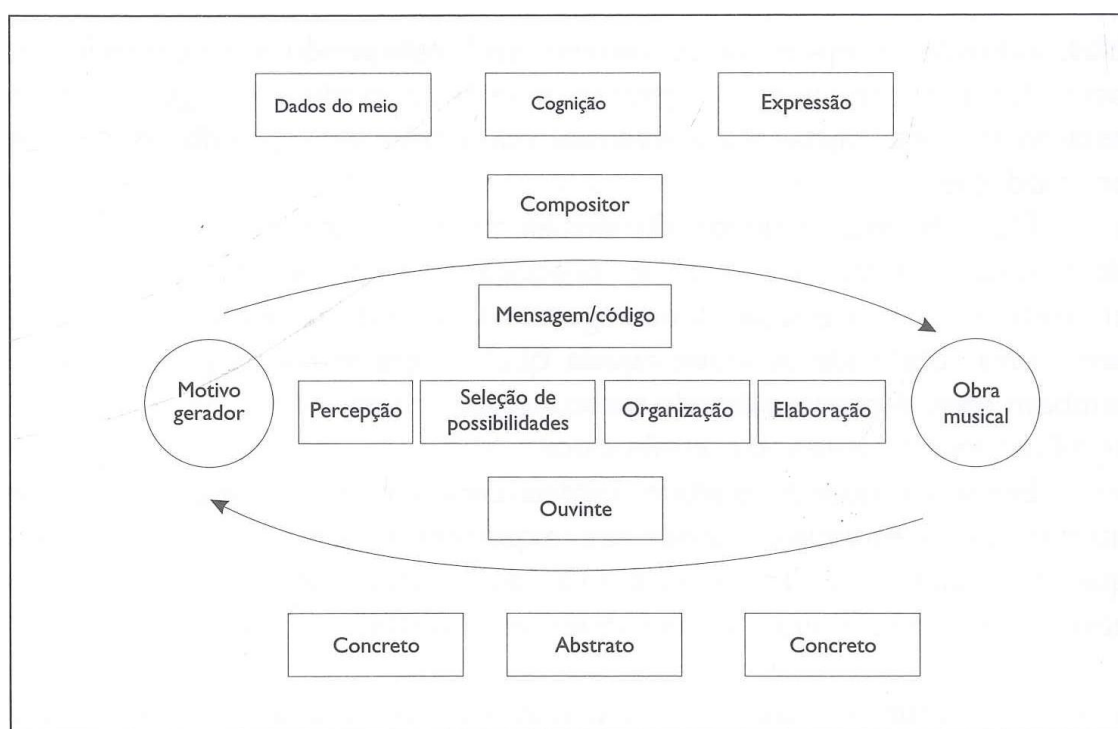 Dados do meio
Cognição
Expressão
Compositor
Mensagem/código
Motivo
gerador
Percepção
Seleção de
possibilidades
Organização
Elaboração
Obra
musical
Ouvinte
Concreto
Abstrato
Concreto